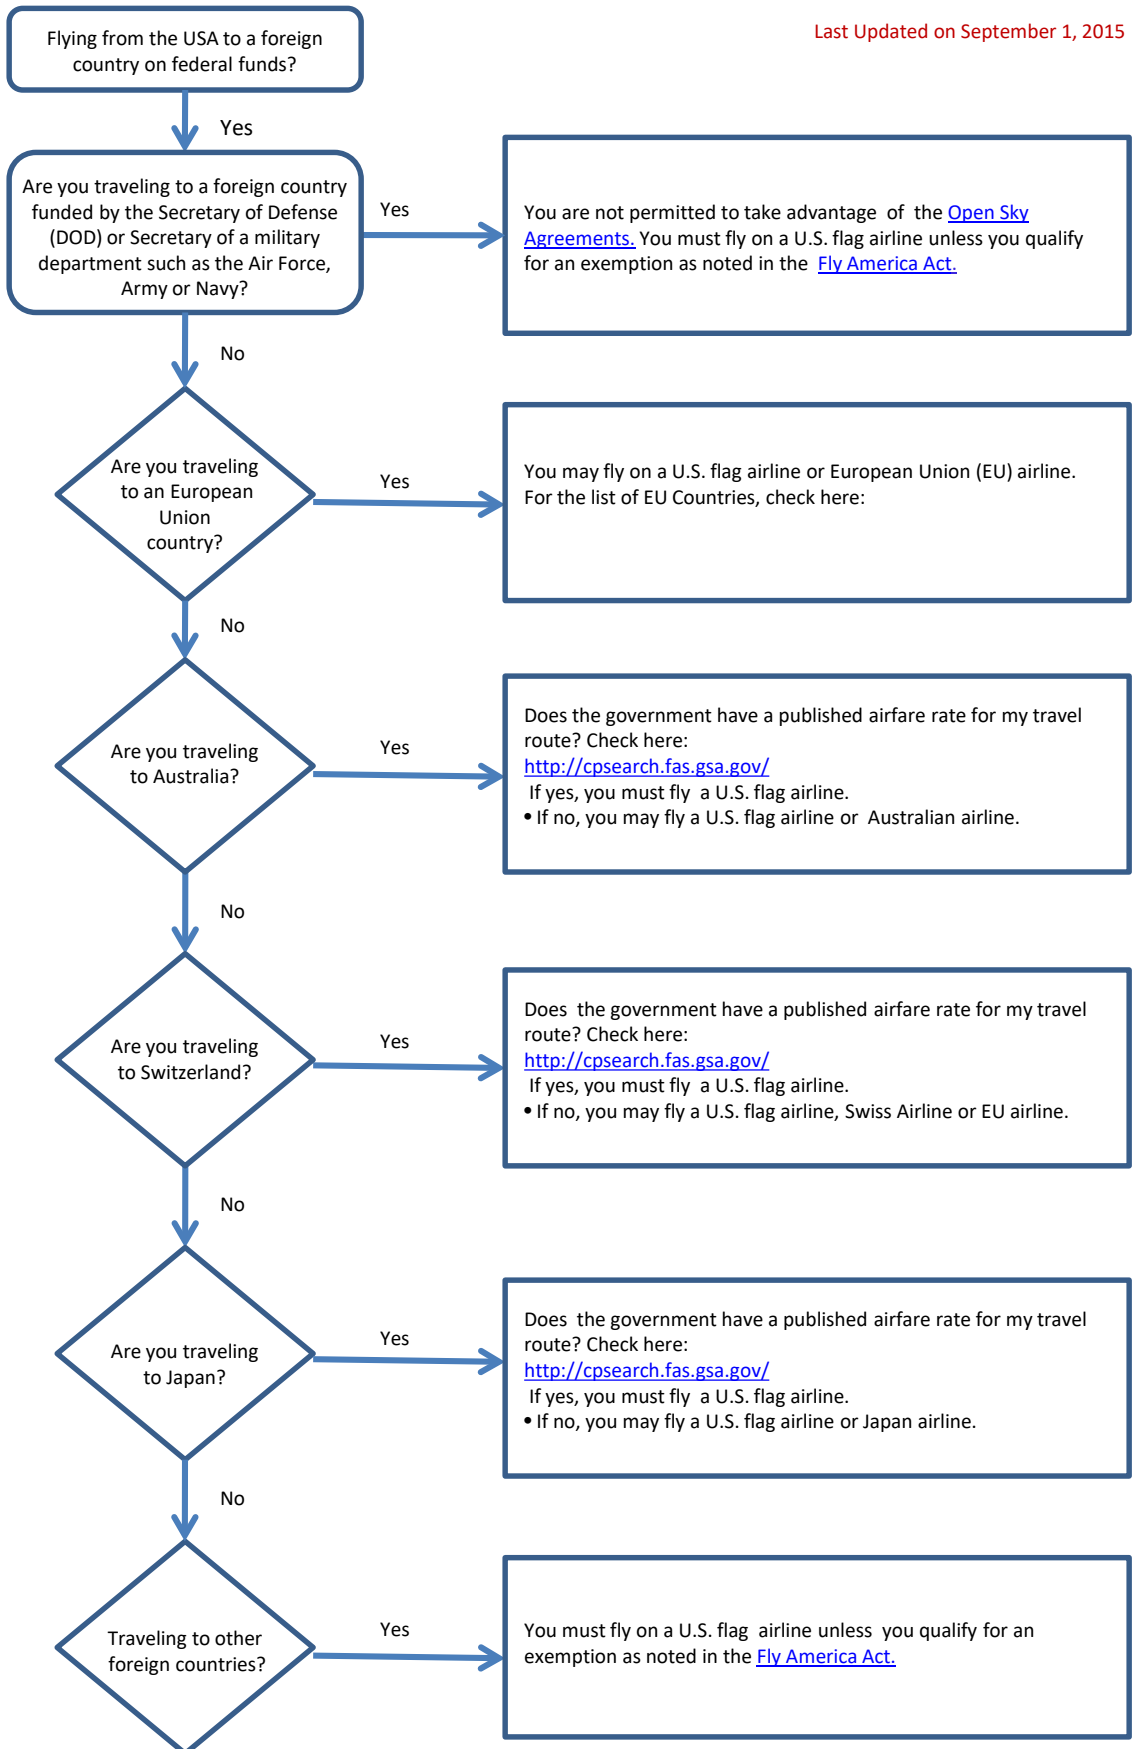 Flying from the USA to a foreign
country on federal funds?
Last Updated on September 1, 2015
Yes
Are you traveling to a foreign country
funded by the Secretary of Defense
(DOD) or Secretary of a military
department such as the Air Force,
Army or Navy?
Yes
You are not permitted to take advantage of the Open Sky
Agreements. You must fly on a U.S. flag airline unless you qualify
for an exemption as noted in the Fly America Act.
No
Are you traveling
to an European
Union
country?
Yes
You may fly on a U.S. flag airline or European Union (EU) airline.
For the list of EU Countries, check here:
No
Are you traveling
to Australia?
Yes
Does the government have a published airfare rate for my travel
route? Check here:
http://cpsearch.fas.gsa.gov/
If yes, you must fly a U.S. flag airline.
• If no, you may fly a U.S. flag airline or Australian airline.
No
Are you traveling
to Switzerland?
Yes
Does the government have a published airfare rate for my travel
route? Check here:
http://cpsearch.fas.gsa.gov/
If yes, you must fly a U.S. flag airline.
• If no, you may fly a U.S. flag airline, Swiss Airline or EU airline.
No
Are you traveling
to Japan?
Yes
Does the government have a published airfare rate for my travel
route? Check here:
http://cpsearch.fas.gsa.gov/
If yes, you must fly a U.S. flag airline.
• If no, you may fly a U.S. flag airline or Japan airline.
No
Traveling to other
foreign countries?
Yes
You must fly on a U.S. flag airline unless you qualify for an
exemption as noted in the Fly America Act.